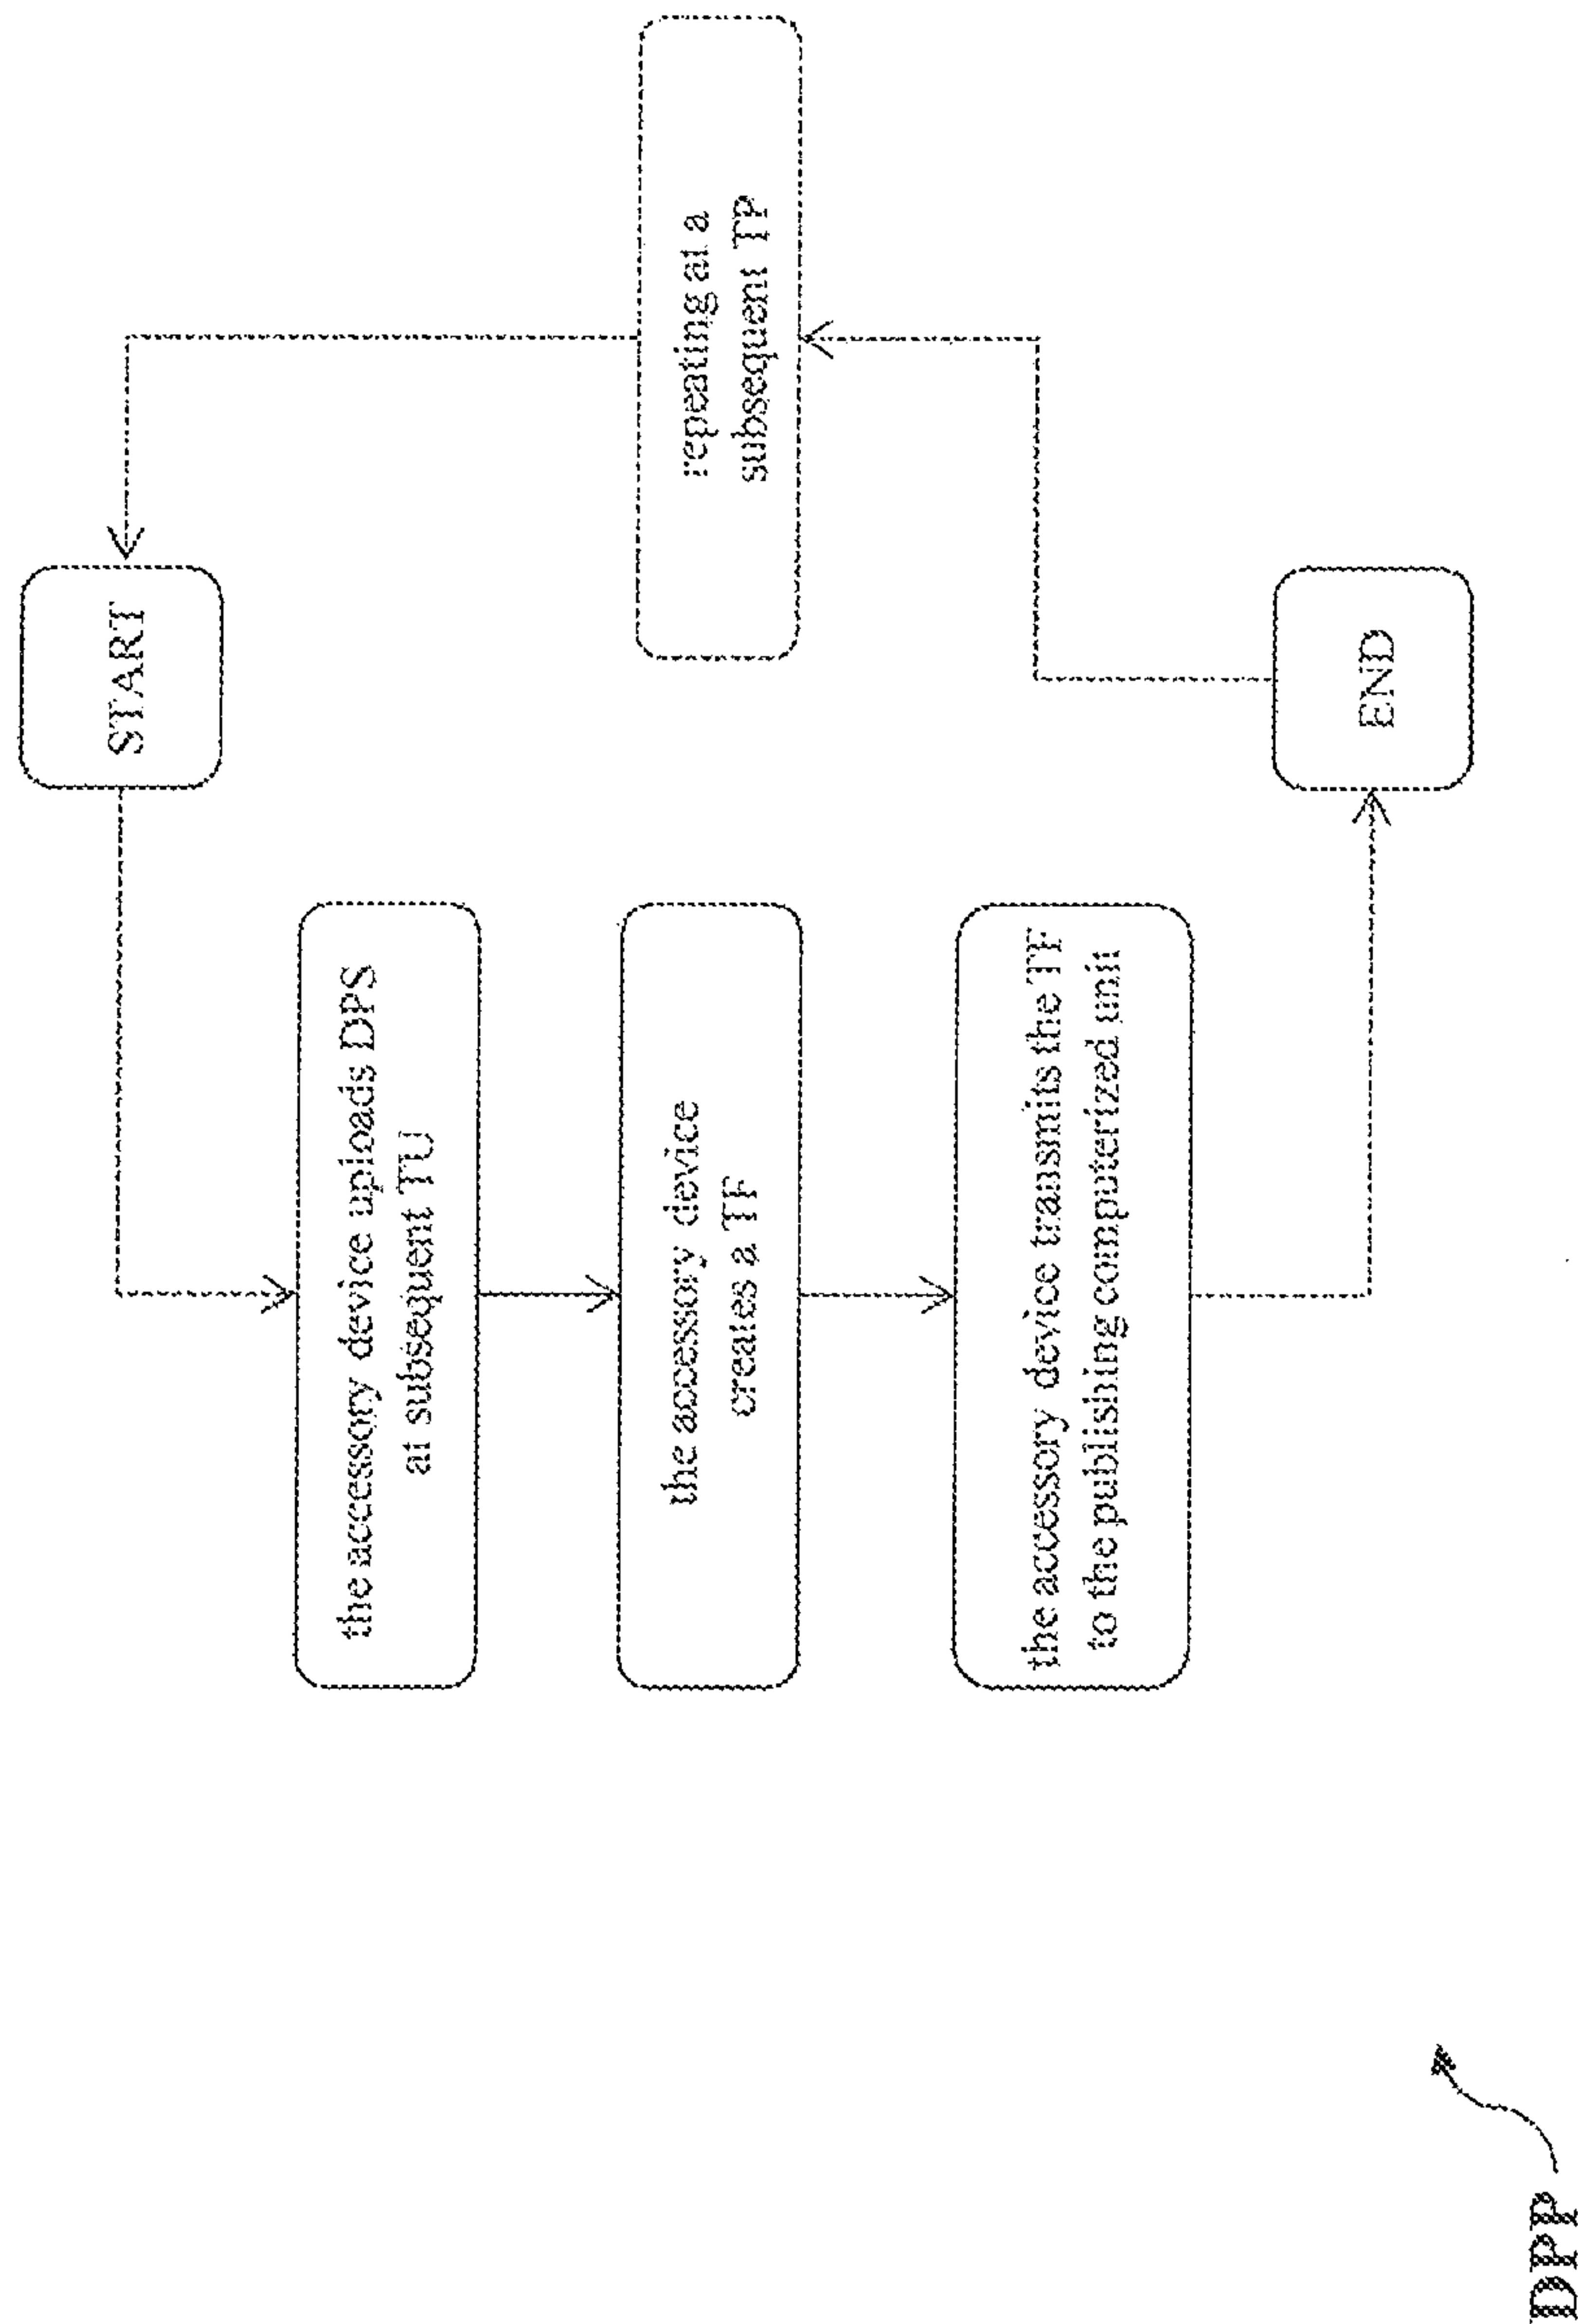 START
the accessory device uploads DPS
at subsequent TU
the accessory device
creates a TF
the accessory device transmits the TF
to the publishing computerized unit
END
repeating at a
subsequent TP
DPP